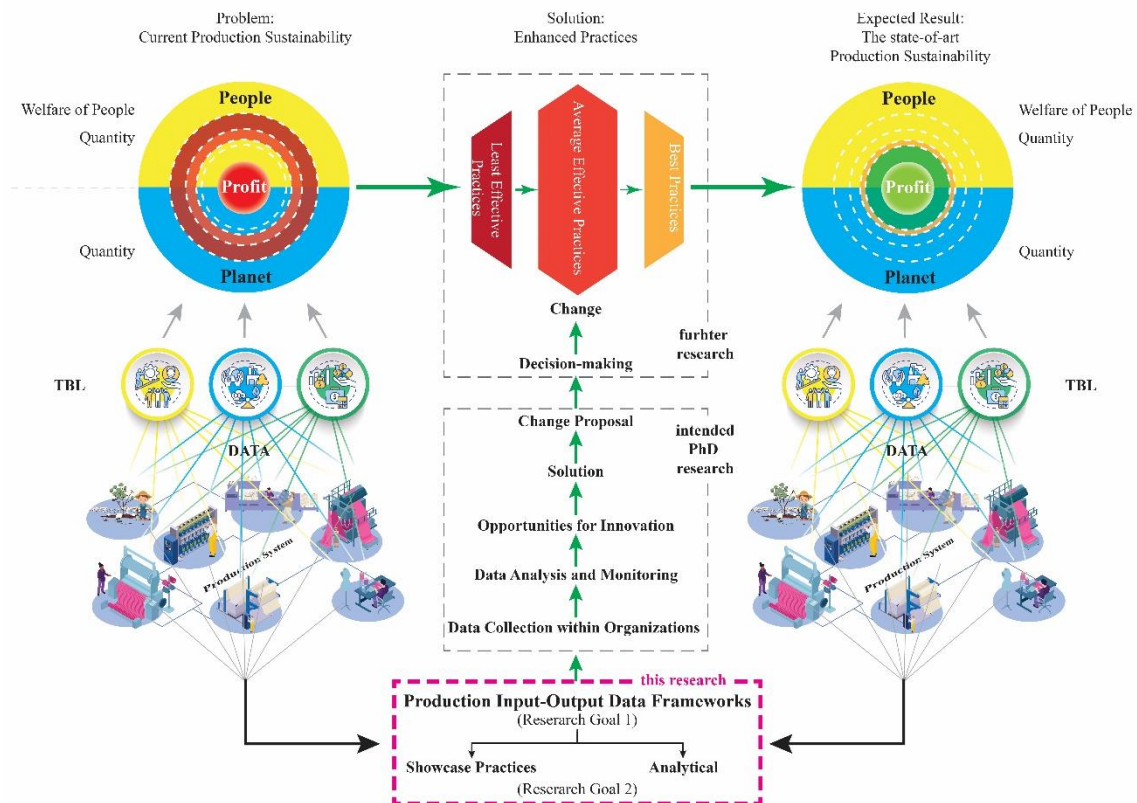 Problem:
Current Production Sustainability
Solution:
Enhanced Practices
Expected Result:
The state-of-art
Production Sustainability
People
Welfare of People
Quantity
Profit
Quantity
Planet
Least Effective
Practices
Average Effective Practices
Best Practices
People
Welfare of People
Quantity
Profit
Quantity
Planet
Change
furhter
research
Decision-making
TBL
DATA
Production System
Change Proposal
intended
PhD
research
Solution
Opportunities for Innovation
Data Analysis and Monitoring
Data Collection within Organizations
TBL
DATA
Production System
this research
Production Input-Output Data Frameworks
(Reserarch Goal 1)
Showcase Practices
Analytical
(Research Goal 2)